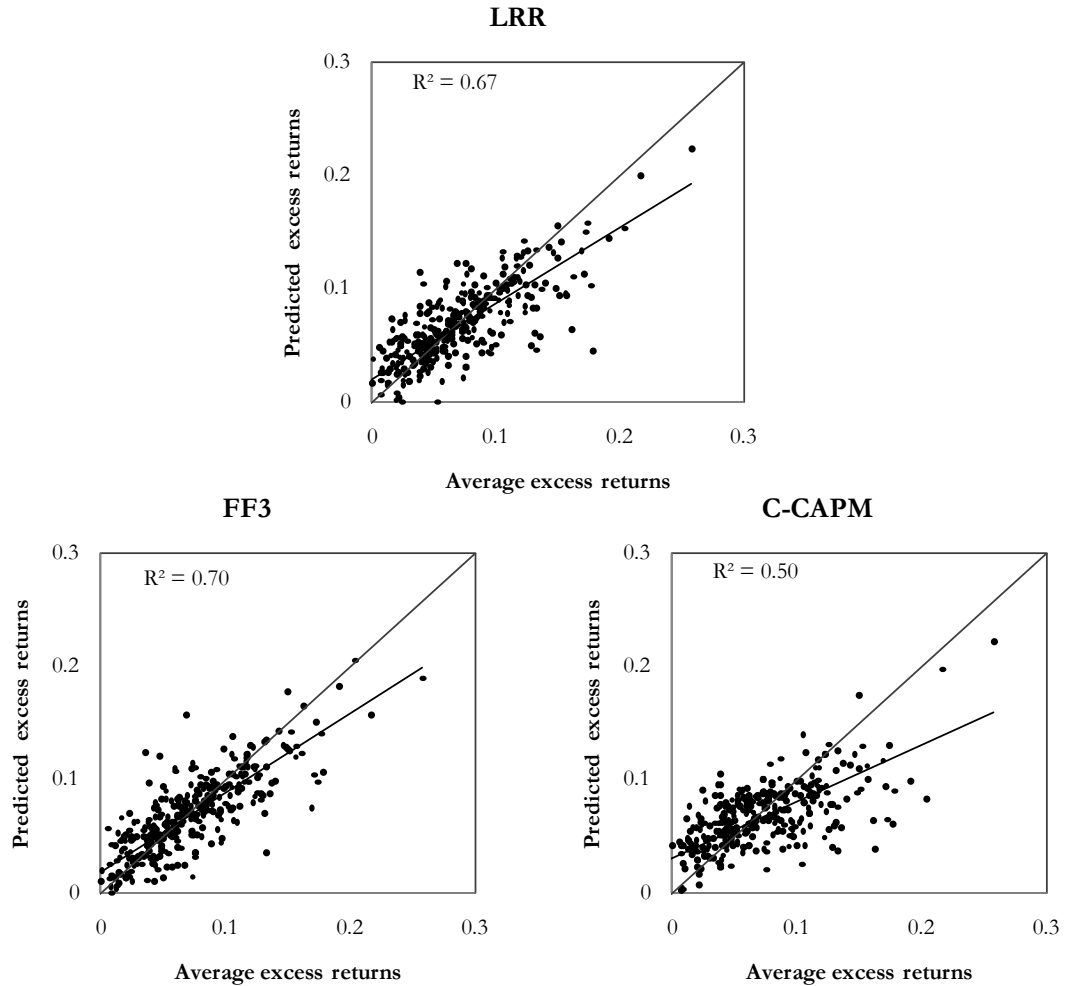 LRR
0.3
R² = 0.67
0.2
0.1
0
Predicted excess returns
0 0.1 0.2 0.3
Average excess returns
FF3
0.3
R² = 0.70
0.2
0.1
0
Predicted excess returns
0 0.1 0.2 0.3
Average excess returns
C-CAPM
0.3
R² = 0.50
0.2
0.1
0
Predicted excess returns
0 0.1 0.2 0.3
Average excess returns